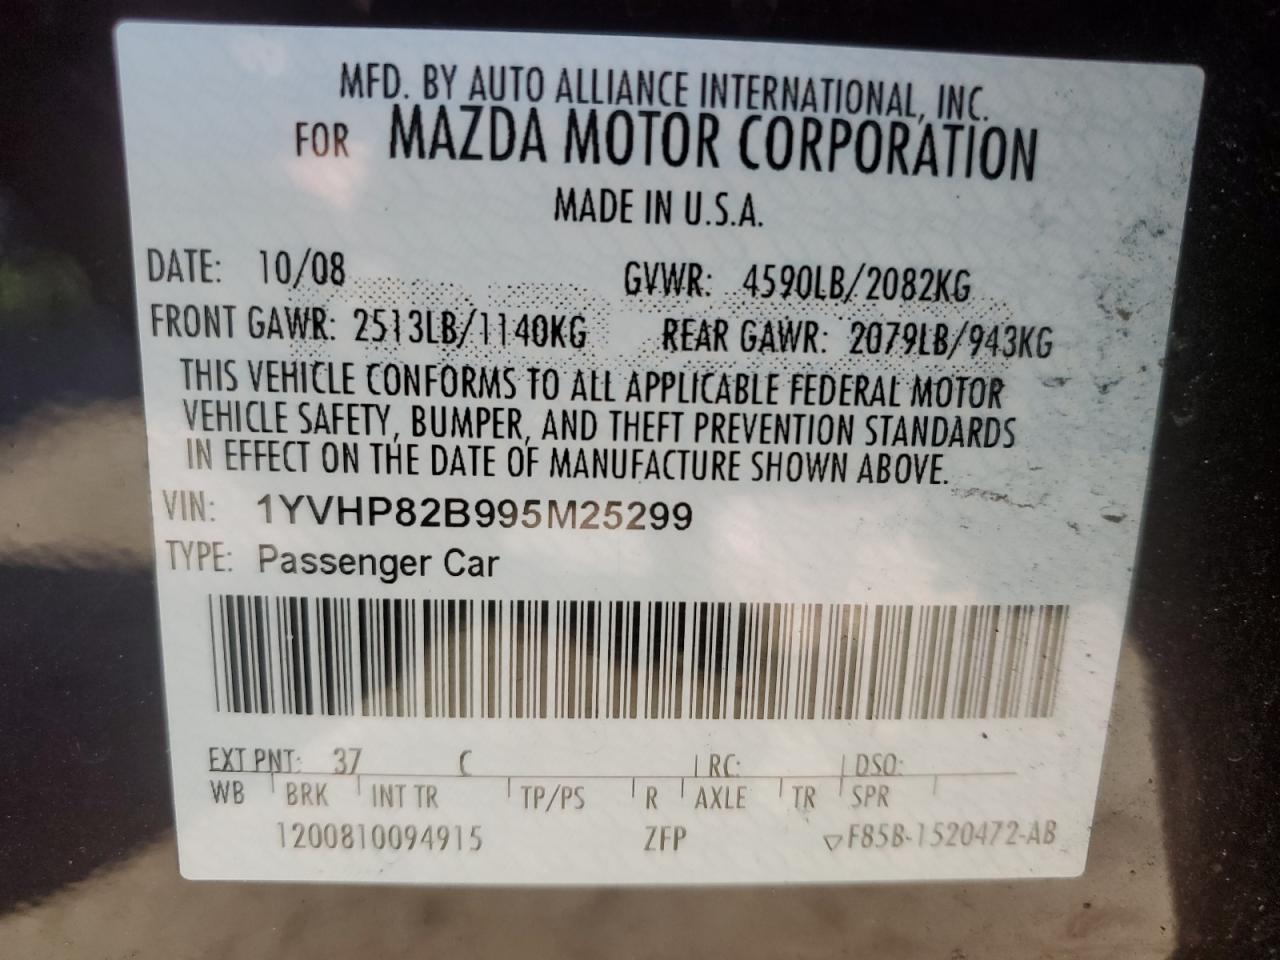 MFD. BY AUTO ALLIANCE INTERNATIONAL, INC.
FOR MAZDA MOTOR CORPORATION
MADE IN U.S.A.
DATE: 10/08 GVWR: 4590LB/2082KG
FRONT GAWR: 2513LB/1140KG REAR GAWR: 2079LB/943KG
THIS VEHICLE CONFORMS TO ALL APPLICABLE FEDERAL MOTOR
VEHICLE SAFETY, BUMPER, AND THEFT PREVENTION STANDARDS
IN EFFECT ON THE DATE OF MANUFACTURE SHOWN ABOVE.
VIN: 1YVHP82B995M25299
TYPE: Passenger Car
EXT PNT: 37 C RC: DSO:
WB BRK INT TR TP/PS R AXLE TR SPR
1200810094915 ZFP ▽F85B-1520472-AB